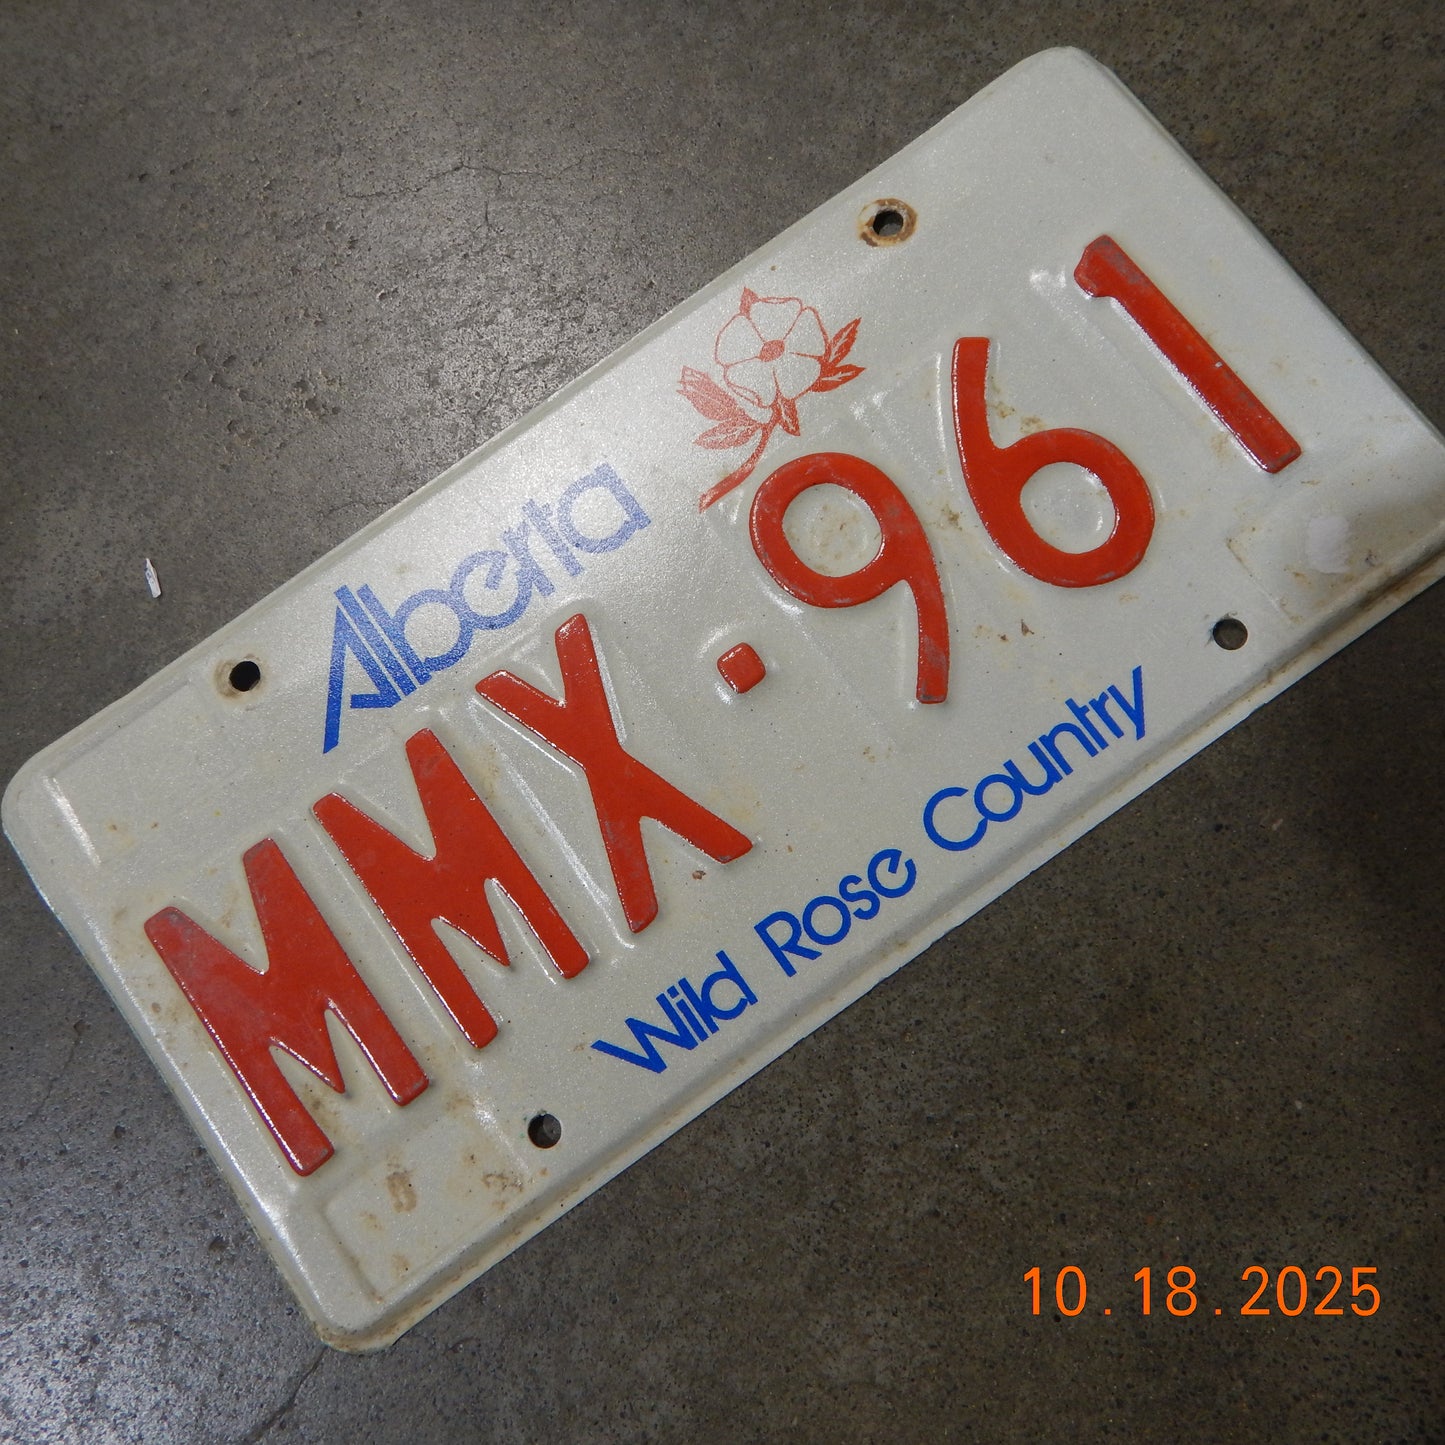 Alberta
MMX·961
Wild Rose Country
10.18.2025